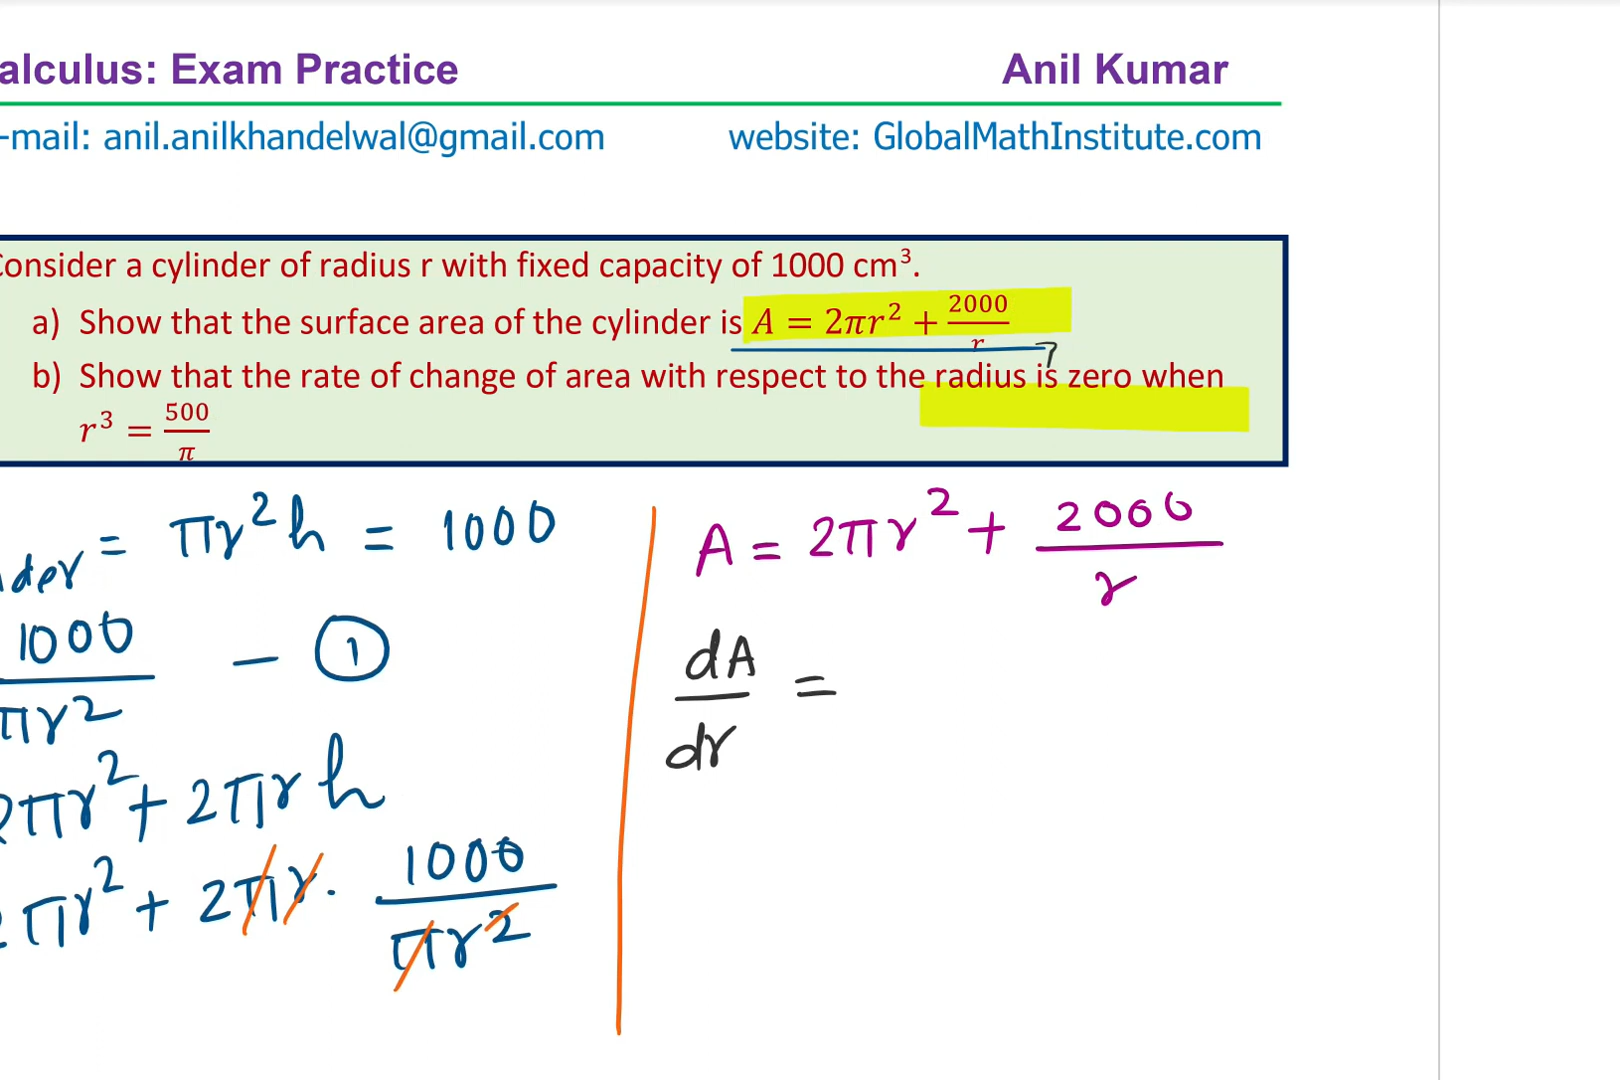 alculus: Exam Practice Anil Kumar
-mail: anil.anilkhandelwal@gmail.com website: GlobalMathInstitute.com
Consider a cylinder of radius r with fixed capacity of 1000 cm³.
a) Show that the surface area of the cylinder is A = 2πr² + 2000/r
b) Show that the rate of change of area with respect to the radius is zero when
r³ = 500/π
nder = πr²h = 1000
1000/πr² — ①
2πr² + 2πrh
2πr² + 2πr · 1000/πr²
A = 2πr² + 2000/r
dA/dr =